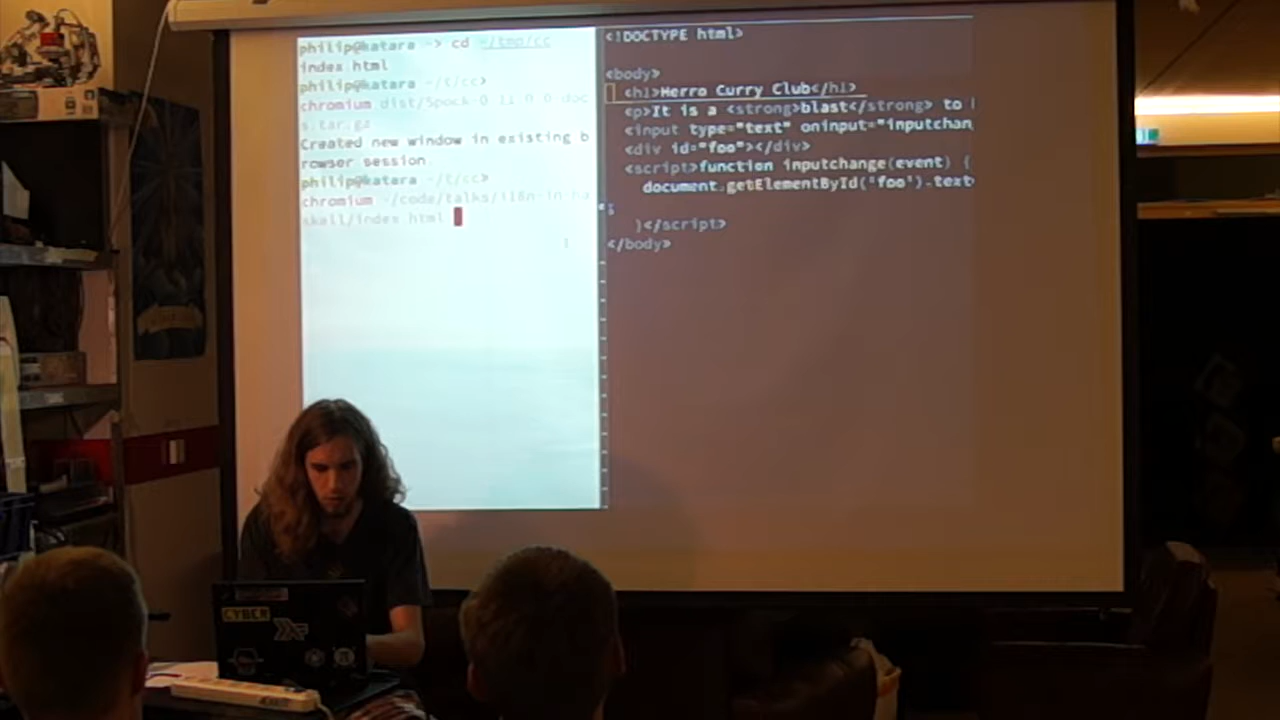 philip@katara ~> cd ~/tmp/cc
index html
philip@katara ~/t/cc>
chromium dist/Spock-0.11.0.0-doc
s.tar.gz
Created new window in existing b
rowser session.
philip@katara ~/t/cc>
chromium ~/code/talks/i18n-in-ha
skell/index html
<!DOCTYPE html>
<body>
<h1>Herro Curry Club</h1>
<p>It is a <strong>blast</strong> to
<input type="text" oninput="inputchan
<div id="foo"></div>
<script>function inputchange(event) {
document.getElementById('foo').text
}</script>
</body>
CYBER